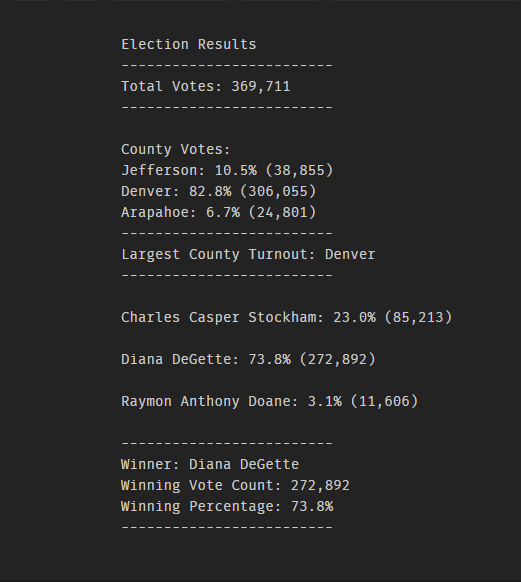 Election Results
-------------------------
Total Votes: 369,711
-------------------------
County Votes:
Jefferson: 10.5% (38,855)
Denver: 82.8% (306,055)
Arapahoe: 6.7% (24,801)
-------------------------
Largest County Turnout: Denver
-------------------------
Charles Casper Stockham: 23.0% (85,213)
Diana DeGette: 73.8% (272,892)
Raymon Anthony Doane: 3.1% (11,606)
-------------------------
Winner: Diana DeGette
Winning Vote Count: 272,892
Winning Percentage: 73.8%
-------------------------